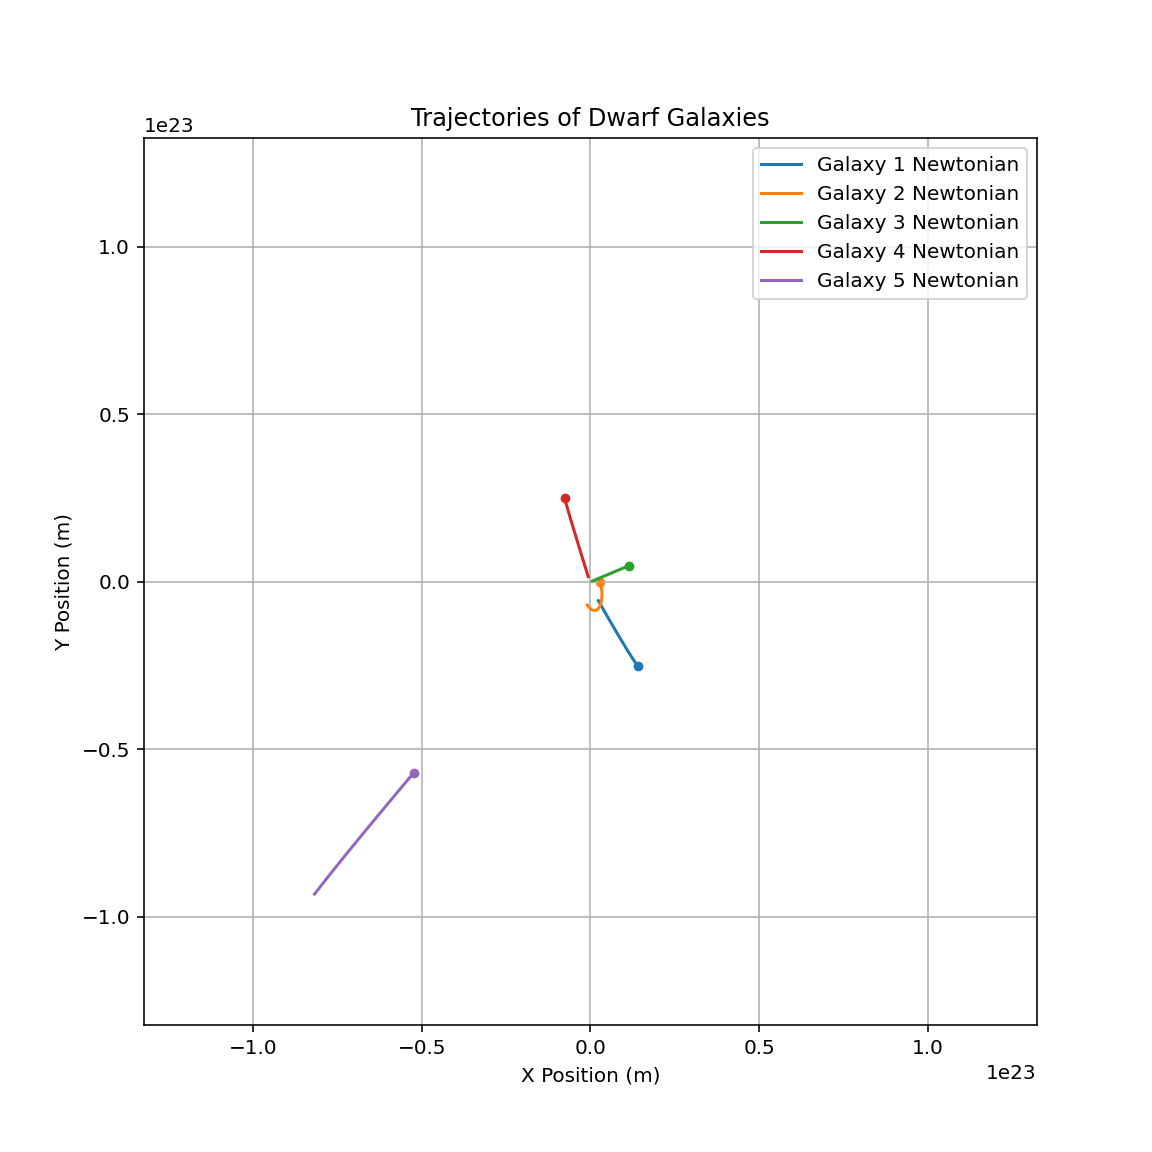 Trajectories of Dwarf Galaxies
1e23
Galaxy 1 Newtonian
Galaxy 2 Newtonian
Galaxy 3 Newtonian
Galaxy 4 Newtonian
Galaxy 5 Newtonian
1.0
0.5
0.0
−0.5
−1.0
Y Position (m)
−1.0 −0.5 0.0 0.5 1.0
1e23
X Position (m)